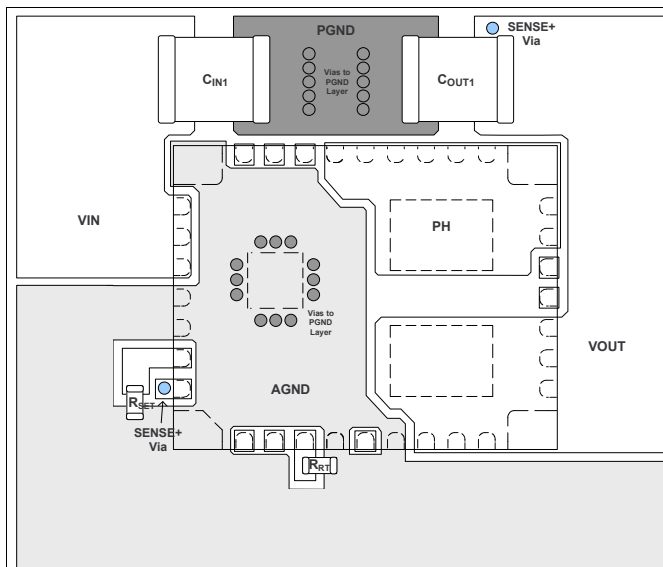 PGND
SENSE+
Via
CIN1
Vias to
PGND
Layer
COUT1
VIN
PH
Vias to
PGND
Layer
VOUT
AGND
RSET
SENSE+
Via
RRT